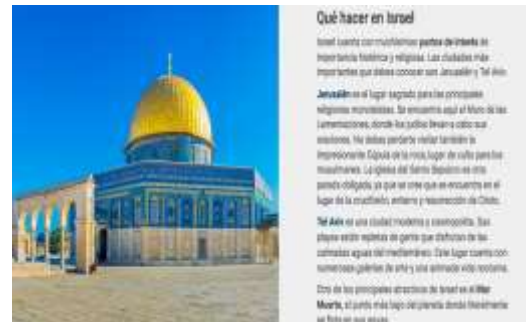 Qué hacer en Israel
Israel cuenta con muchísimos puntos de interés de
importancia histórica y religiosa. Las ciudades más
importantes que debes conocer son Jerusalén y Tel Aviv.
Jerusalén es el lugar sagrado para las principales
religiones monoteístas. Se encuentra aquí el Muro de las
Lamentaciones, donde los judíos llevan a cabo sus
oraciones. No debes perderte visitar también la
impresionante Cúpula de la roca, lugar de culto para los
musulmanes. La iglesia del Santo Sepulcro es otra
parada obligada, ya que se cree que se encuentra en el
lugar de la crucifixión, entierro y resurrección de Cristo.
Tel Aviv es una ciudad moderna y cosmopolita. Sus
playas están repletas de gente que disfrutan de las
calmadas aguas del mediterráneo. Este lugar cuenta con
numerosas galerías de arte y una animada vida nocturna.
Otro de los principales atractivos de Israel es el Mar
Muerto, el punto más bajo del planeta donde literalmente
se flota en sus aguas.